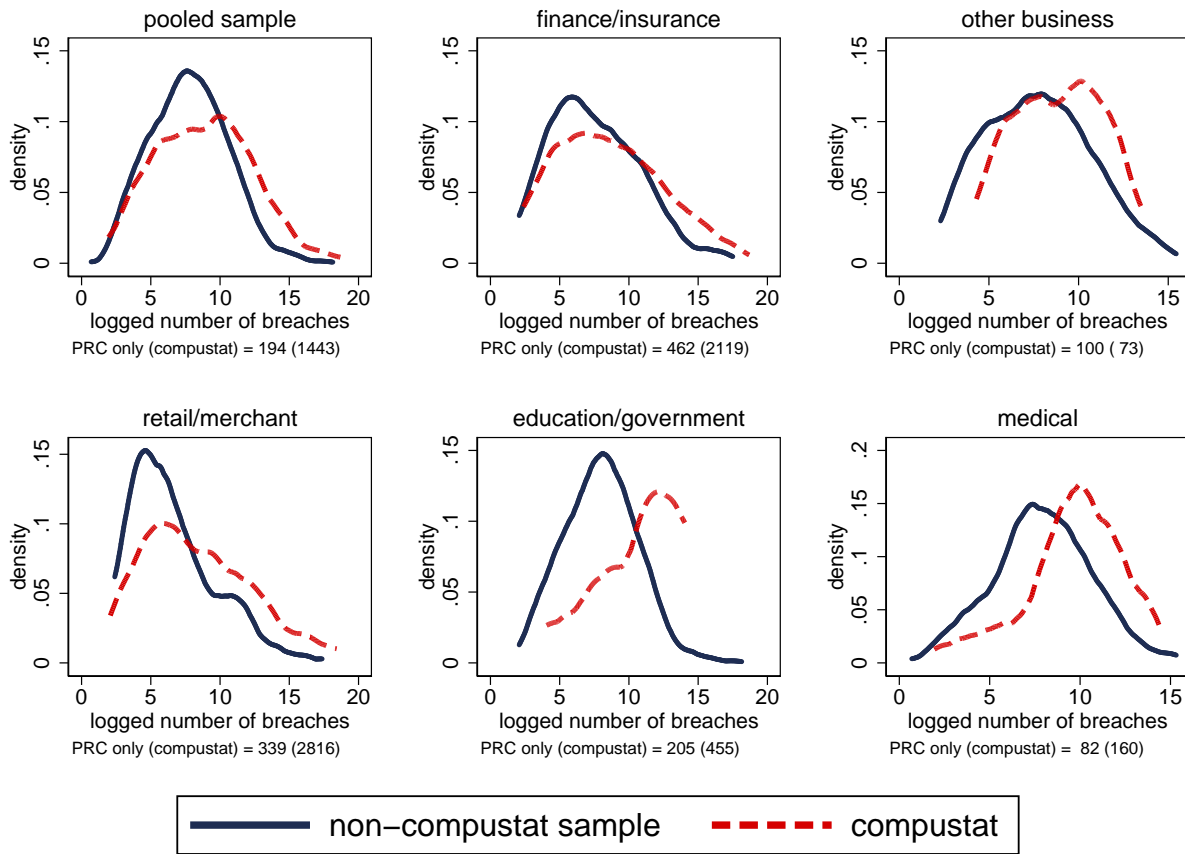 pooled sample
density
0 .05 .1 .15
0 5 10 15 20
logged number of breaches
PRC only (compustat) = 194 (1443)
finance/insurance
density
0 .05 .1 .15
0 5 10 15 20
logged number of breaches
PRC only (compustat) = 462 (2119)
other business
density
0 .05 .1 .15
0 5 10 15
logged number of breaches
PRC only (compustat) = 100 ( 73)
retail/merchant
density
0 .05 .1 .15
0 5 10 15 20
logged number of breaches
PRC only (compustat) = 339 (2816)
education/government
density
0 .05 .1 .15
0 5 10 15 20
logged number of breaches
PRC only (compustat) = 205 (455)
medical
density
0 .05 .1 .15 .2
0 5 10 15
logged number of breaches
PRC only (compustat) =  82 (160)
non−compustat sample
compustat